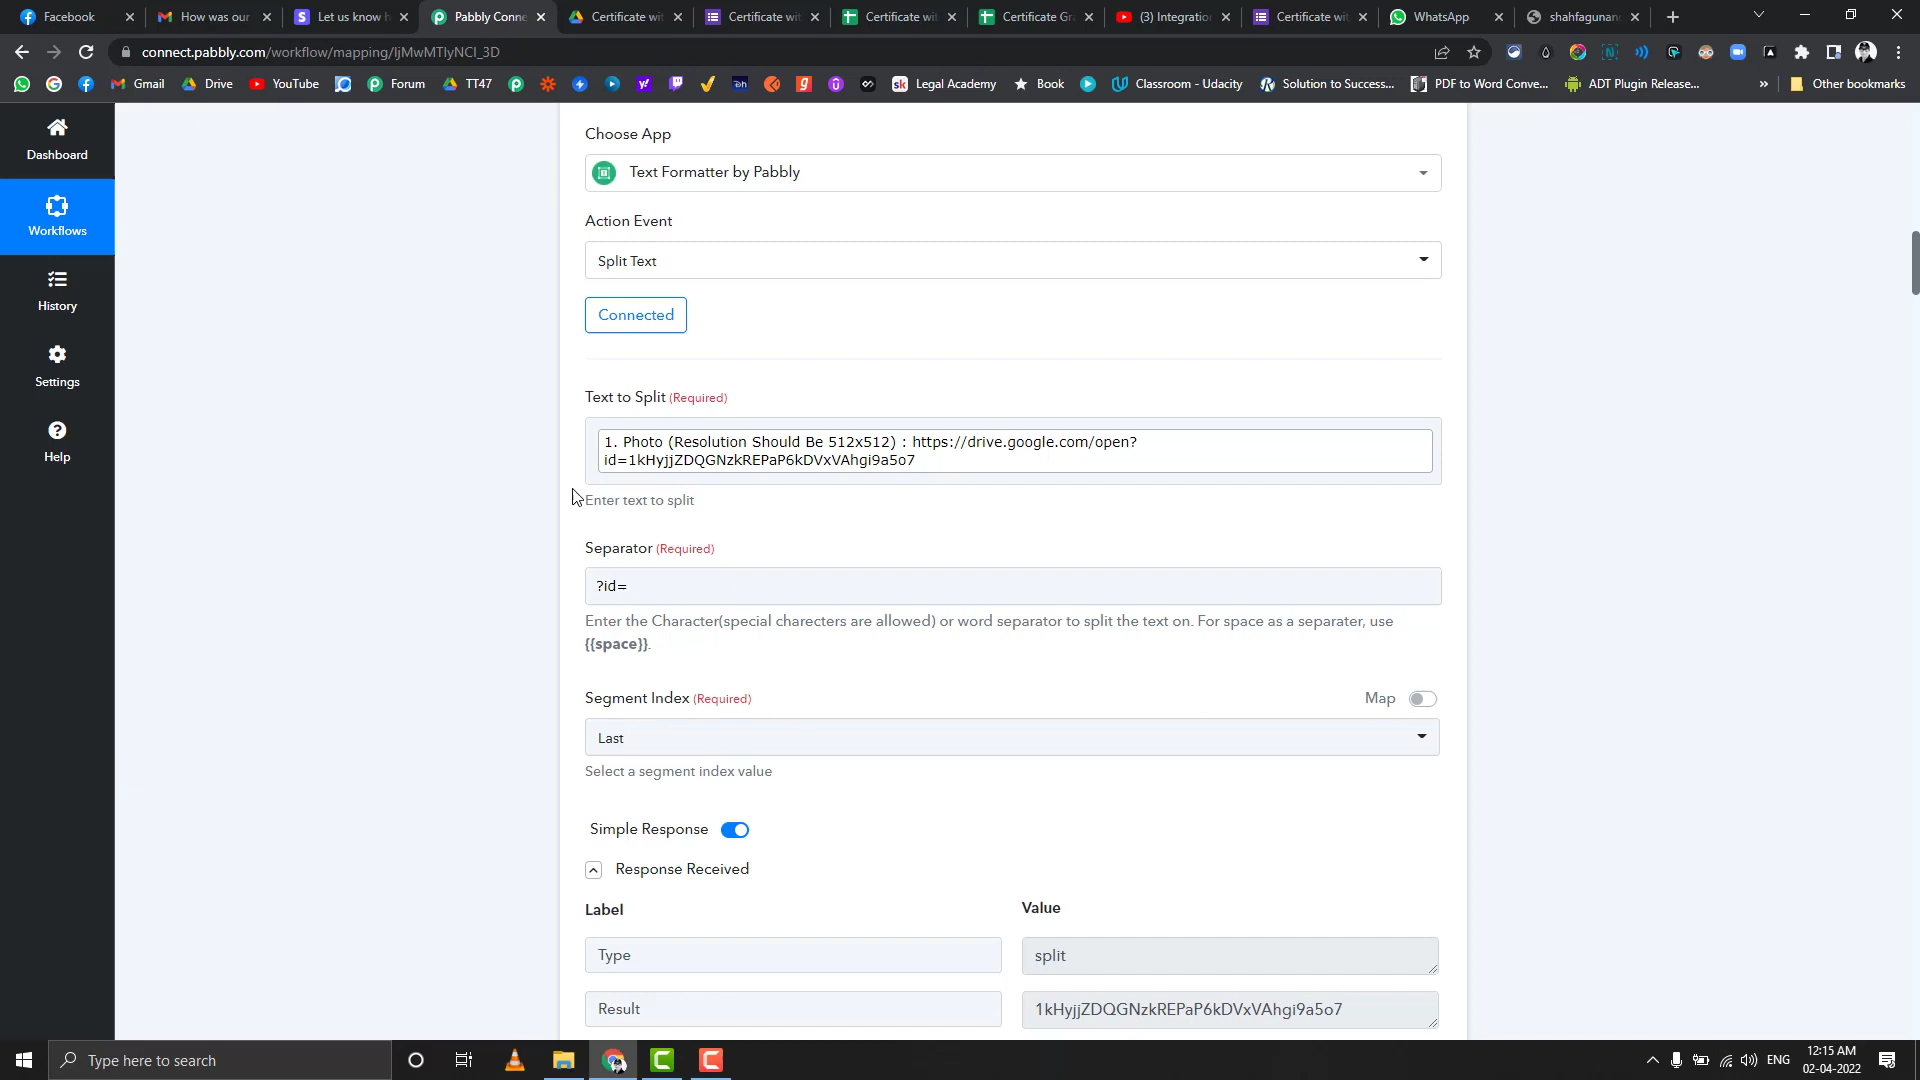 Facebook
How was our
Let us know h
Pabbly Conne
Certificate wit
Certificate wit
Certificate wit
Certificate Gr
(3) Integratio
Certificate wit
WhatsApp
shahfagunan
connect.pabbly.com/workflow/mapping/IjMwMTIyNCI_3D
Gmail
Drive
YouTube
Forum
TT47
Legal Academy
Book
Classroom - Udacity
Solution to Success...
PDF to Word Conve...
ADT Plugin Release...
»
Other bookmarks
Dashboard
Workflows
History
Settings
Help
Choose App
Text Formatter by Pabbly
Action Event
Split Text
Connected
Text to Split (Required)
1. Photo (Resolution Should Be 512x512) : https://drive.google.com/open?
id=1kHyjjZDQGNzkREPaP6kDVxVAhgi9a5o7
Enter text to split
Separator (Required)
?id=
Enter the Character(special charecters are allowed) or word separator to split the text on. For space as a separater, use
{{space}}.
Segment Index (Required)
Map
Last
Select a segment index value
Simple Response
Response Received
Label
Value
Type
split
Result
1kHyjjZDQGNzkREPaP6kDVxVAhgi9a5o7
Type here to search
ENG
12:15 AM
02-04-2022